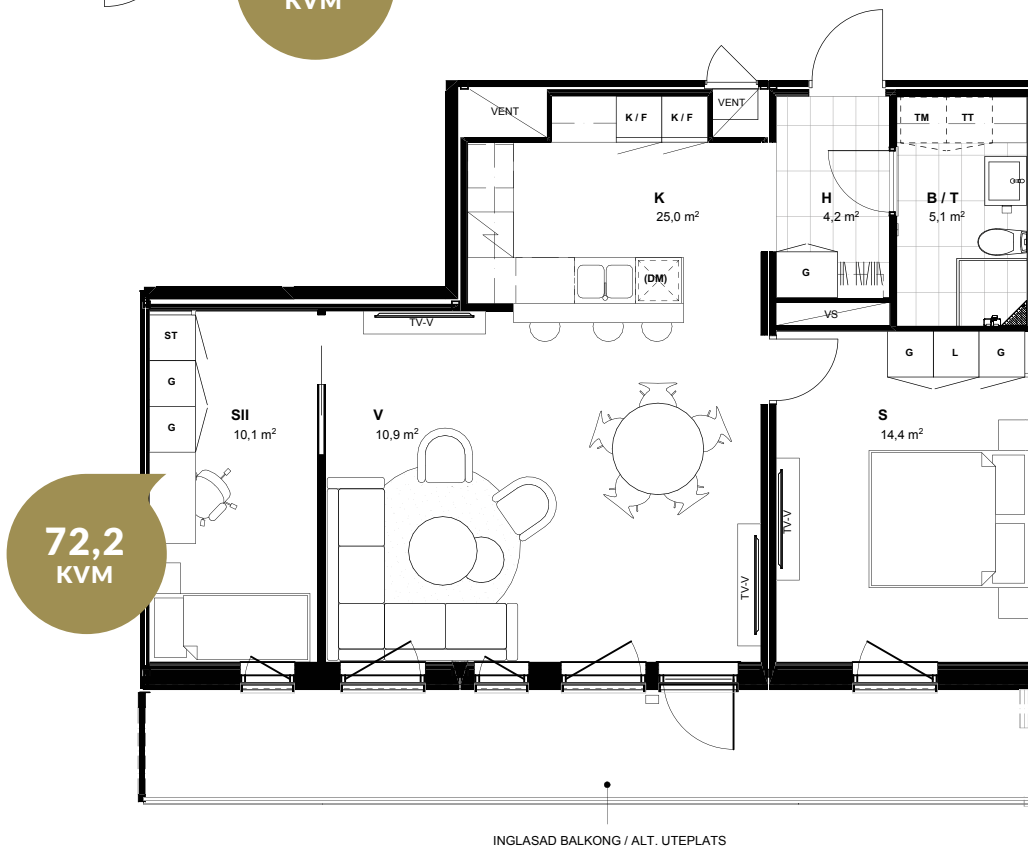 KVM
VENT
K / F
K / F
VENT
TM
TT
K
25,0 m²
H
4,2 m²
B / T
5,1 m²
G
(DM)
VS
TV-V
ST
G
G
G
L
G
SII
10,1 m²
V
10,9 m²
S
14,4 m²
TV-V
TV-V
72,2
KVM
INGLASAD BALKONG / ALT. UTEPLATS